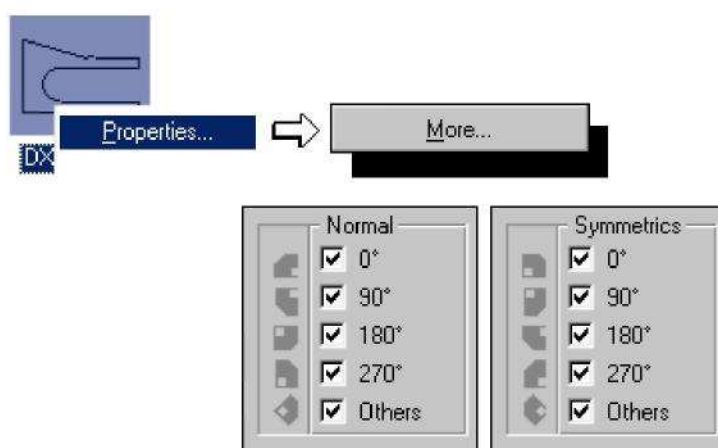 Properties...
More...
DX
Normal
0°
90°
180°
270°
Others
Symmetrics
0°
90°
180°
270°
Others